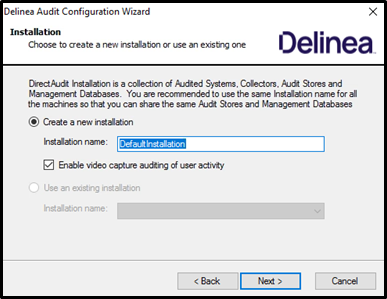 Delinea Audit Configuration Wizard
Installation
Choose to create a new installation or use an existing one
Delinea
DirectAudit Installation is a collection of Audited Systems, Collectors, Audit Stores and
Management Databases. You are recommended to use the same Installation name for all
the machines so that you can share the same Audit Stores and Management Databases
Create a new installation
Installation name: DefaultInstallation
Enable video capture auditing of user activity
Use an existing installation
Installation name:
< Back Next > Cancel